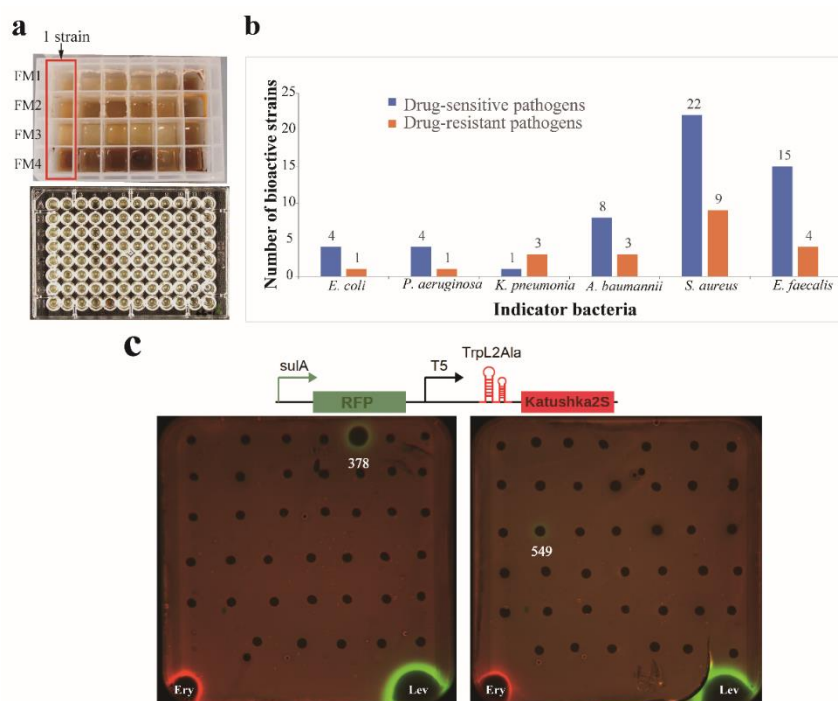 a
1 strain
FM1
FM2
FM3
FM4
b
Number of bioactive strains
25
20
15
10
5
0
Drug-sensitive pathogens
Drug-resistant pathogens
4
1
4
1
1
3
8
3
22
9
15
4
E. coli
P. aeruginosa
K. pneumonia
A. baumannii
S. aureus
E. faecalis
Indicator bacteria
c
sulA
T5
TrpL2Ala
RFP
Katushka2S
378
549
Ery
Lev
Ery
Lev